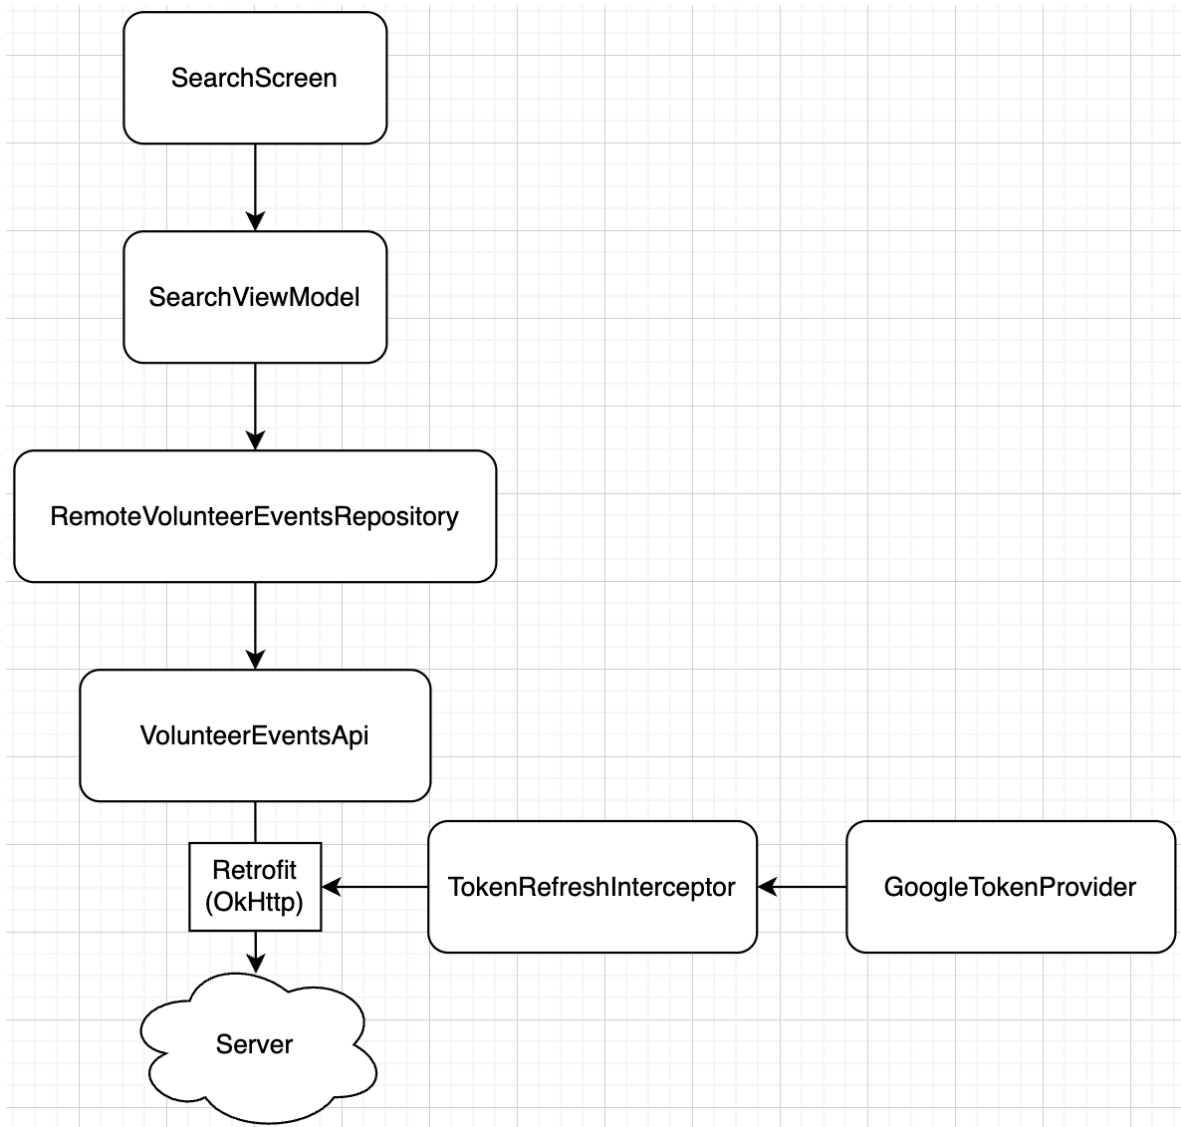 SearchScreen
SearchViewModel
RemoteVolunteerEventsRepository
VolunteerEventsApi
Retrofit
(OkHttp)
TokenRefreshInterceptor
GoogleTokenProvider
Server